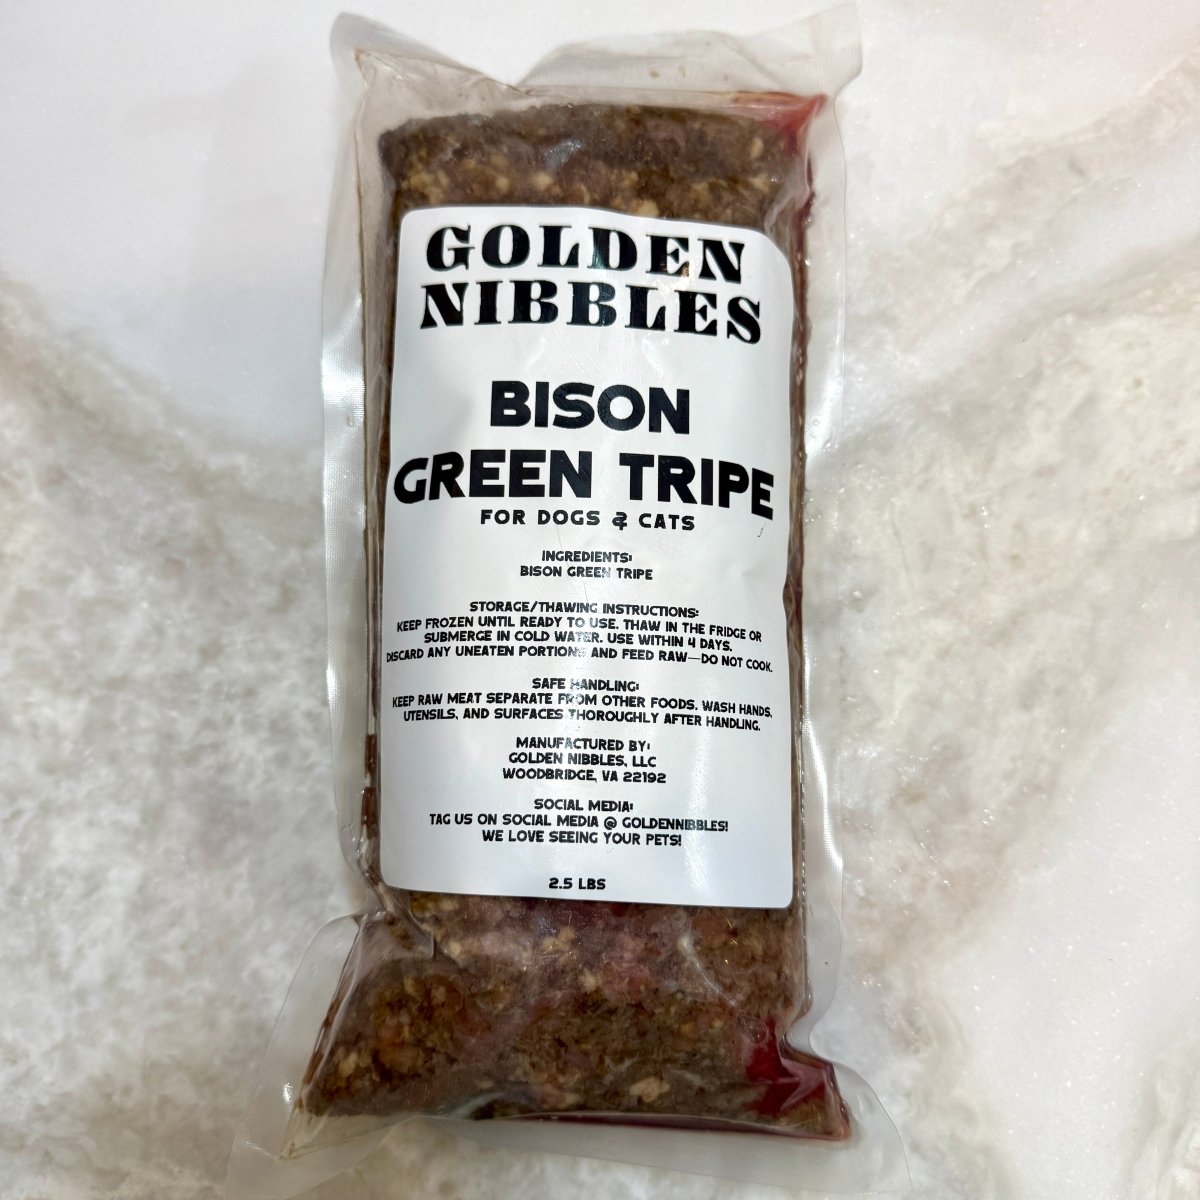 GOLDEN
NIBBLES
BISON
GREEN TRIPE
FOR DOGS & CATS
INGREDIENTS:
BISON GREEN TRIPE
STORAGE/THAWING INSTRUCTIONS:
KEEP FROZEN UNTIL READY TO USE. THAW IN THE FRIDGE OR
SUBMERGE IN COLD WATER. USE WITHIN 4 DAYS.
DISCARD ANY UNEATEN PORTIONS AND FEED RAW—DO NOT COOK.
SAFE HANDLING:
KEEP RAW MEAT SEPARATE FROM OTHER FOODS. WASH HANDS,
UTENSILS, AND SURFACES THOROUGHLY AFTER HANDLING.
MANUFACTURED BY:
GOLDEN NIBBLES, LLC
WOODBRIDGE, VA 22192
SOCIAL MEDIA:
TAG US ON SOCIAL MEDIA @ GOLDENNIBBLES!
WE LOVE SEEING YOUR PETS!
2.5 LBS